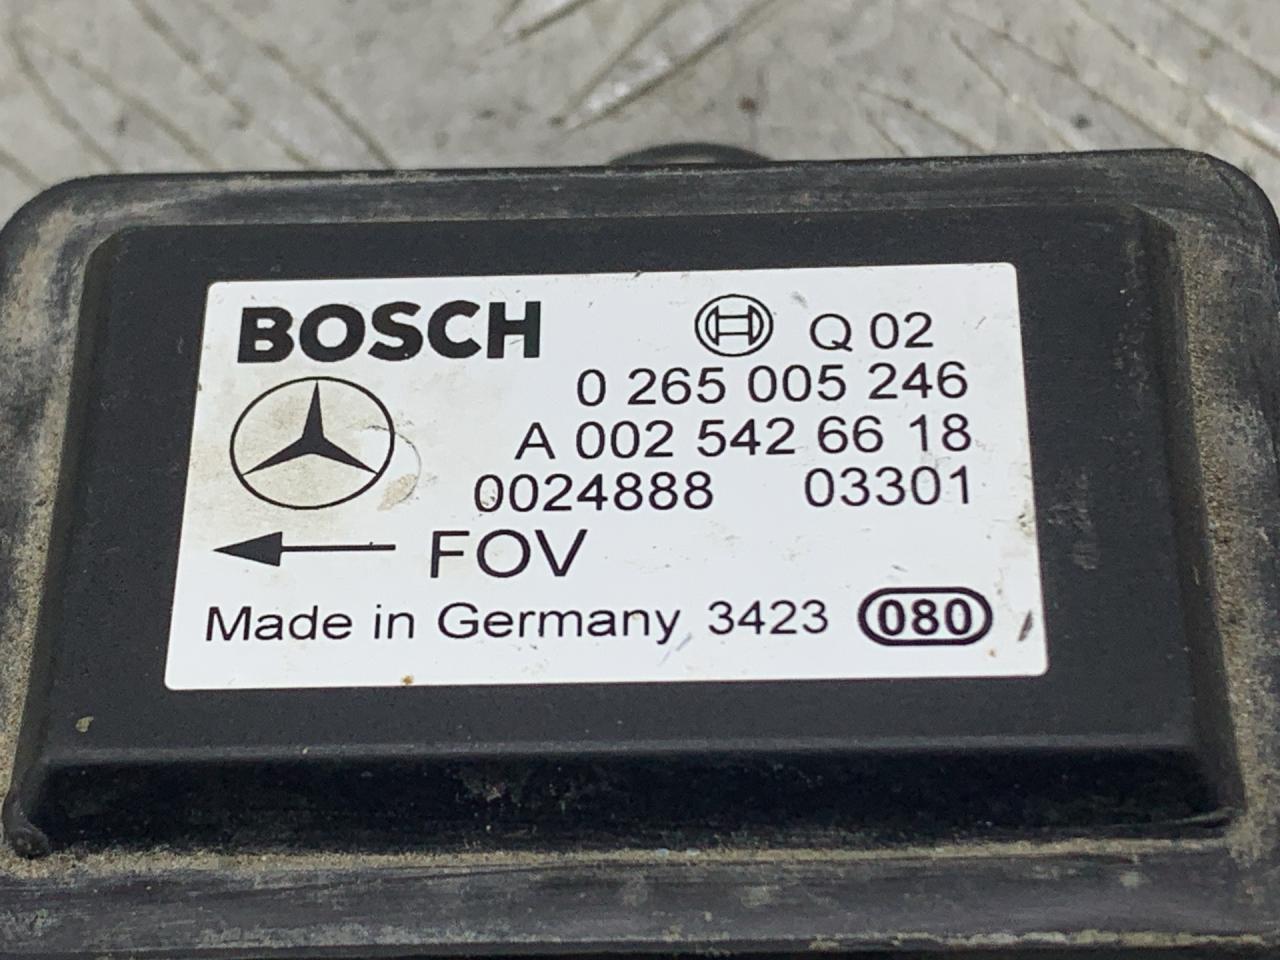 BOSCH Q 02
0 265 005 246
A 002 542 66 18
0024888 03301
FOV
Made in Germany 3423 080